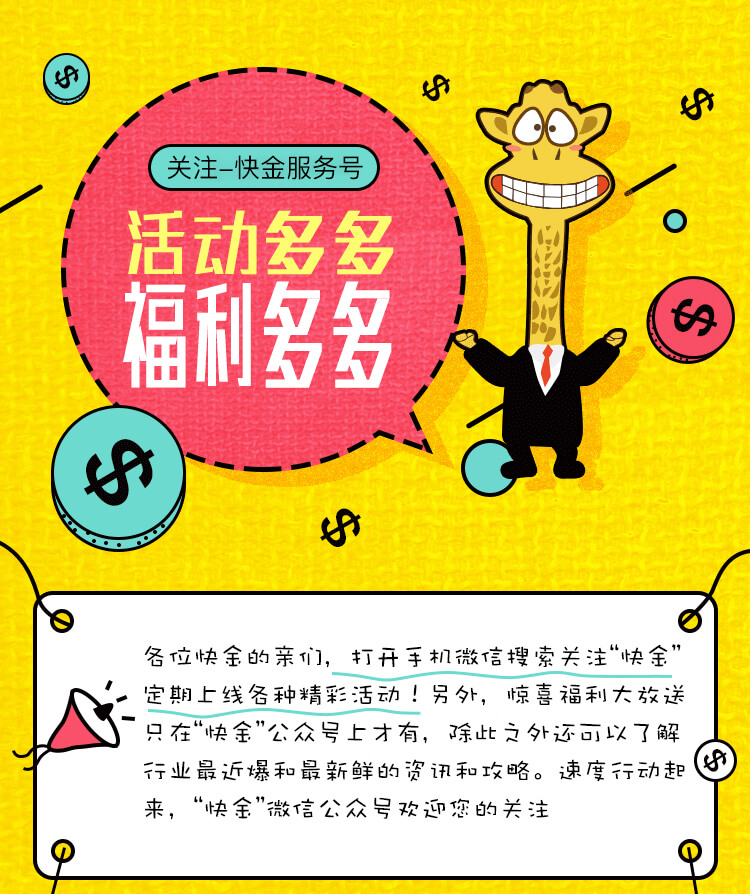 关注-快金服务号
活动多多
福利多多
各位快金的亲们，打开手机微信搜索关注“快金”
定期上线各种精彩活动！另外，惊喜福利大放送
只在“快金”公众号上才有，除此之外还可以了解
行业最近爆和最新鲜的资讯和攻略。速度行动起
来，“快金”微信公众号欢迎您的关注